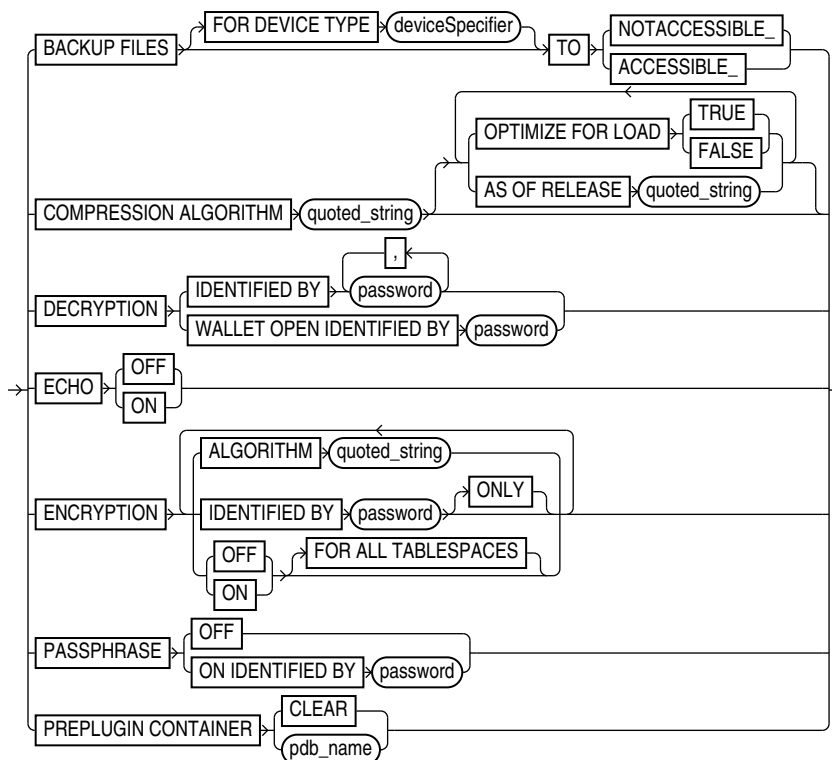 FOR DEVICE TYPE deviceSpecifier
BACKUP FILES
TO
NOTACCESSIBLE_
ACCESSIBLE_
OPTIMIZE FOR LOAD
TRUE
FALSE
AS OF RELEASE quoted_string
COMPRESSION ALGORITHM quoted_string
,
DECRYPTION
IDENTIFIED BY password
WALLET OPEN IDENTIFIED BY password
ECHO
OFF
ON
ENCRYPTION
ALGORITHM quoted_string
IDENTIFIED BY password ONLY
OFF
ON
FOR ALL TABLESPACES
PASSPHRASE
OFF
ON IDENTIFIED BY password
PREPLUGIN CONTAINER
CLEAR
pdb_name